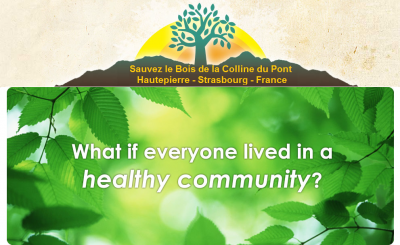 Sauvez le Bois de la Colline du Pont
Hautepierre - Strasbourg - France
What if everyone lived in a
healthy community?